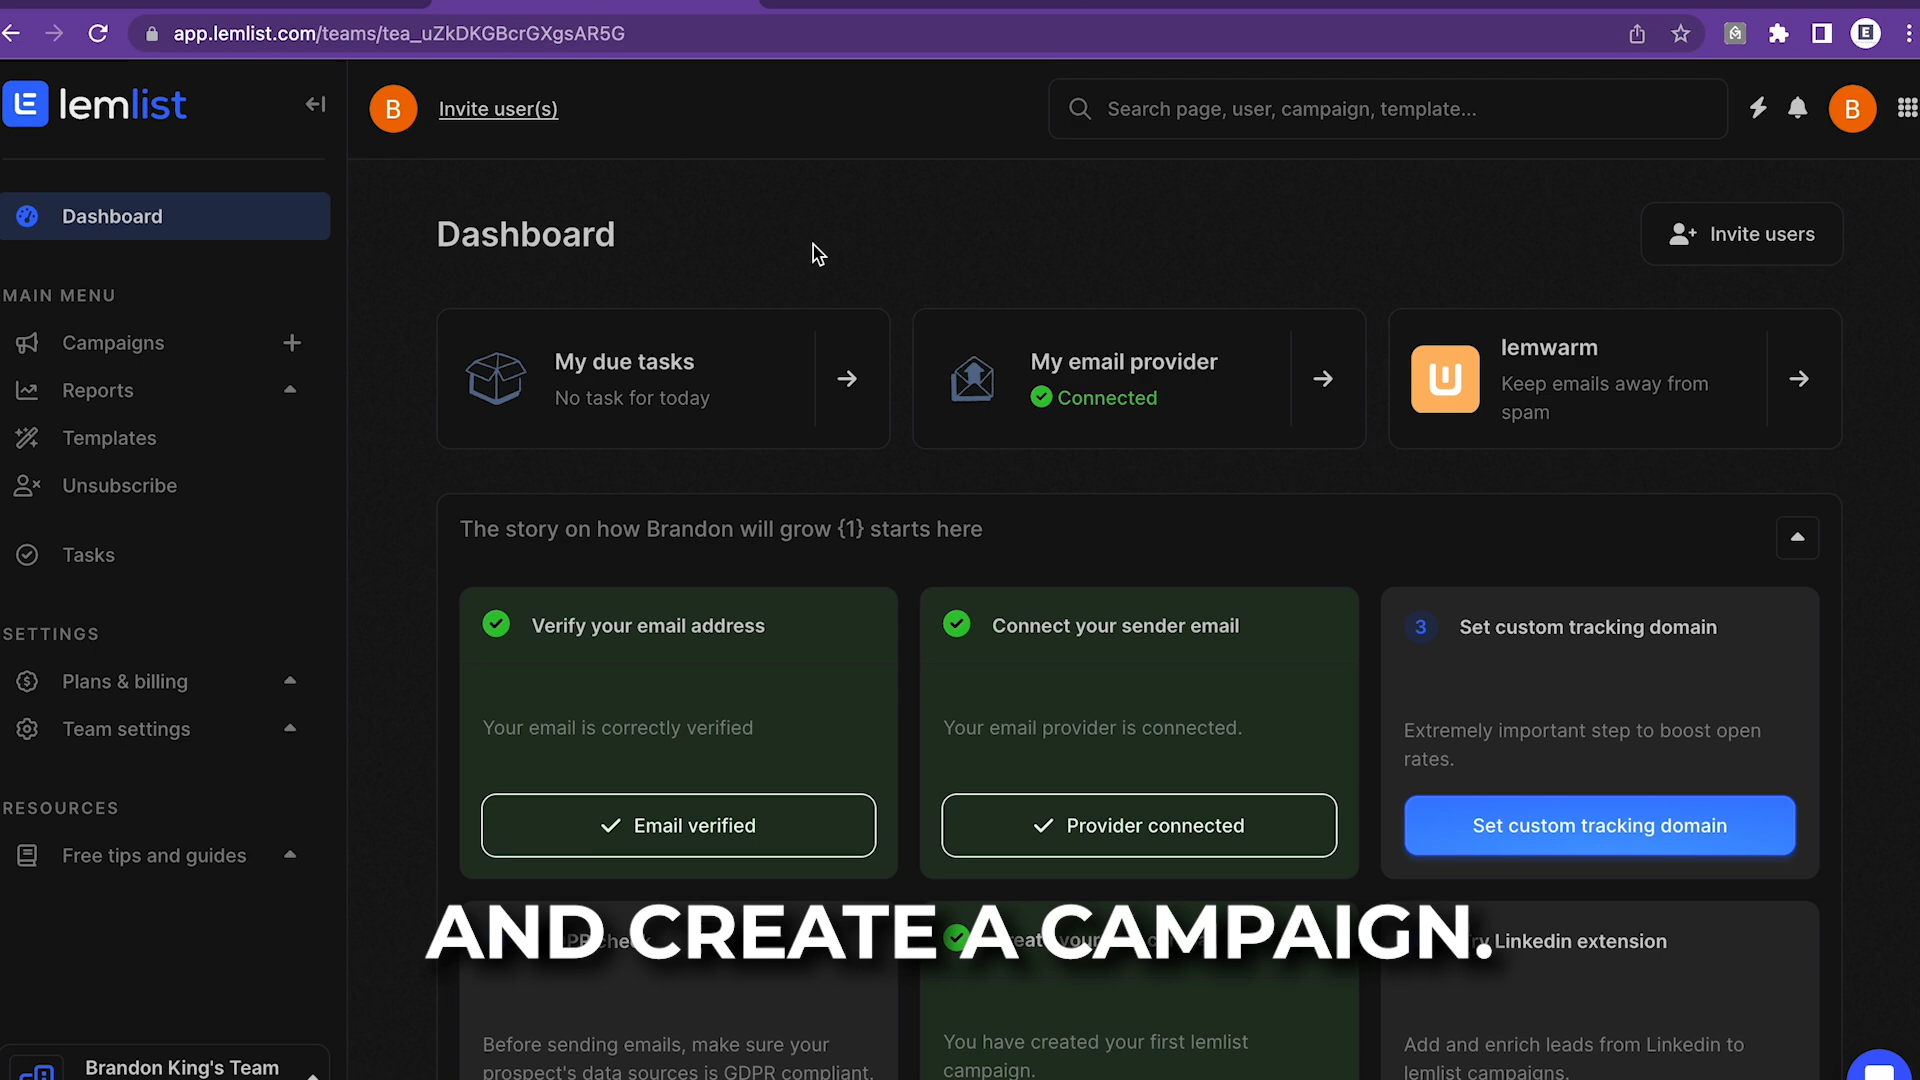 app.lemlist.com/teams/tea_uZkDKGBcrGXgsAR5G
E
lemlist
B
Invite user(s)
Search page, user, campaign, template...
B
Dashboard
MAIN MENU
Campaigns
Reports
Templates
Unsubscribe
Tasks
SETTINGS
Plans & billing
Team settings
RESOURCES
Free tips and guides
Brandon King's Team
Dashboard
Invite users
My due tasks
No task for today
My email provider
Connected
lemwarm
Keep emails away from
spam
The story on how Brandon will grow {1} starts here
Verify your email address
Your email is correctly verified
Email verified
Connect your sender email
Your email provider is connected.
Provider connected
3
Set custom tracking domain
Extremely important step to boost open
rates.
Set custom tracking domain
AND CREATE A CAMPAIGN.
Linkedin extension
Before sending emails, make sure your
prospect's data sources is GDPR compliant.
You have created your first lemlist
campaign.
Add and enrich leads from Linkedin to
lemlist campaigns.